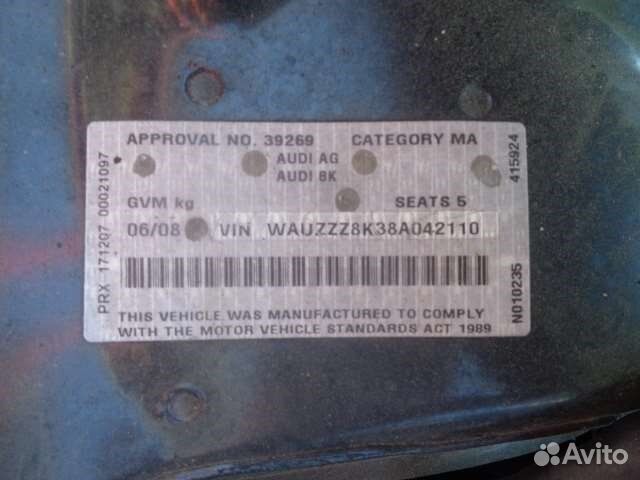 APPROVAL NO. 39269 CATEGORY MA
AUDI AG
AUDI 8K
GVM kg SEATS 5
06/08 VIN WAUZZZ8K38A042110
THIS VEHICLE WAS MANUFACTURED TO COMPLY
WITH THE MOTOR VEHICLE STANDARDS ACT 1989
PRX 171207 00021097
415924
N010235
Avito